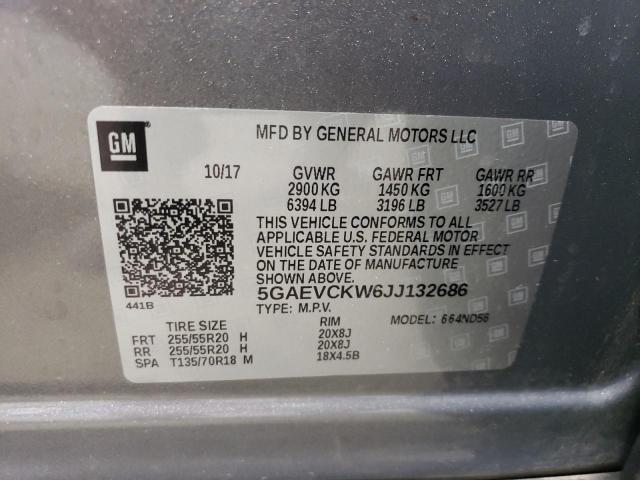 GM
MFD BY GENERAL MOTORS LLC
10/17 GVWR GAWR FRT GAWR RR
2900 KG 1450 KG 1600 KG
6394 LB 3196 LB 3527 LB
THIS VEHICLE CONFORMS TO ALL
APPLICABLE U.S. FEDERAL MOTOR
VEHICLE SAFETY STANDARDS IN EFFECT
ON THE DATE OF MANUFACTURE
SHOWN ABOVE.
441B
5GAEVCKW6JJ132686
TYPE: M.P.V. MODEL: 664ND56
TIRE SIZE RIM
FRT 255/55R20 H 20X8J
RR 255/55R20 H 20X8J
SPA T135/70R18 M 18X4.5B